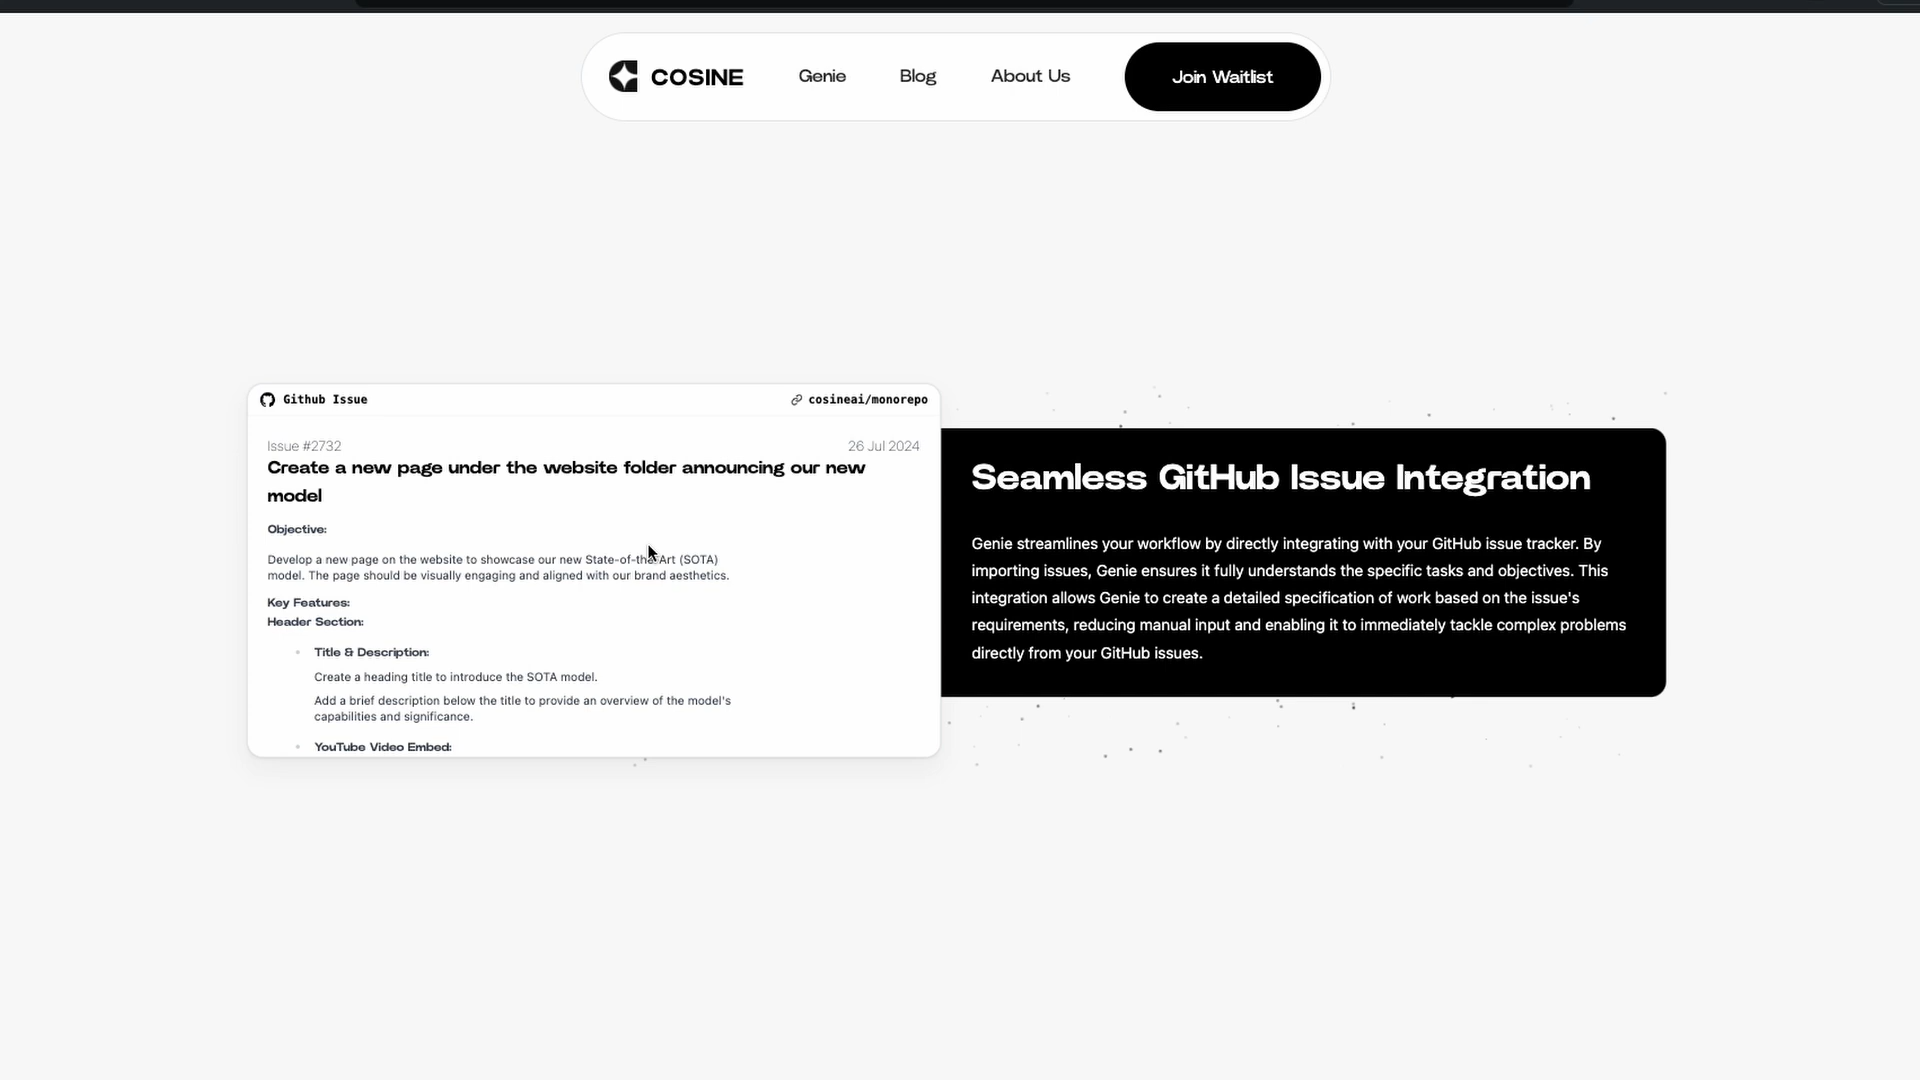 COSINE Genie Blog About Us Join Waitlist
Github Issue cosineai/monorepo
Issue #2732 26 Jul 2024
Create a new page under the website folder announcing our new
model
Objective:
Develop a new page on the website to showcase our new State-of-the-Art (SOTA)
model. The page should be visually engaging and aligned with our brand aesthetics.
Key Features:
Header Section:
Title & Description:
Create a heading title to introduce the SOTA model.
Add a brief description below the title to provide an overview of the model's
capabilities and significance.
YouTube Video Embed:
Seamless GitHub Issue Integration
Genie streamlines your workflow by directly integrating with your GitHub issue tracker. By
importing issues, Genie ensures it fully understands the specific tasks and objectives. This
integration allows Genie to create a detailed specification of work based on the issue's
requirements, reducing manual input and enabling it to immediately tackle complex problems
directly from your GitHub issues.